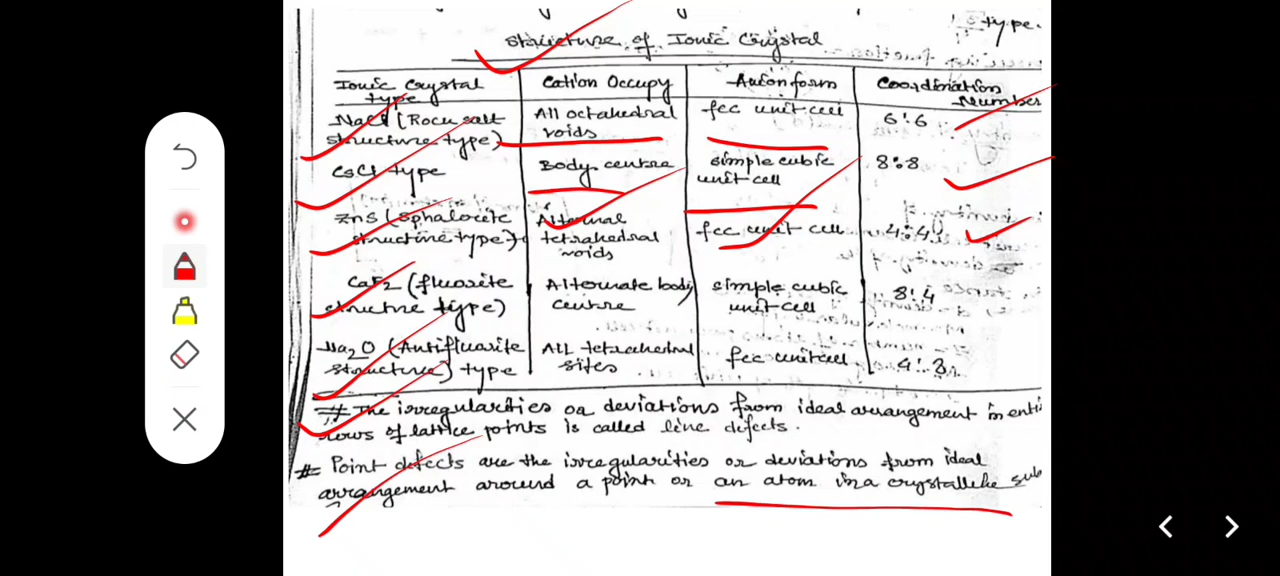 type.
Structure of Ionic Crystal
Ionic Crystal type | Cation Occupy | Anion form | Coordination Number
NaCl (Rock salt structure type) | All octahedral voids | fcc unit cell | 6:6
CsCl type | Body centre | simple cubic unit cell | 8:8
ZnS (Sphalerite structure type) | tetrahedral voids | fcc unit cell | 4:4
CaF2 (fluorite structure type) | Alternate body centre | simple cubic unit cell | 8:4
Na2O (Antifluorite structure) type | All tetrahedral sites | fcc unit cell | 4:8
# The irregularities or deviations from ideal arrangement in enti
rows of lattice points is called line defects.
# Point defects are the irregularities or deviations from ideal
arrangement around a point or an atom in a crystalline sub